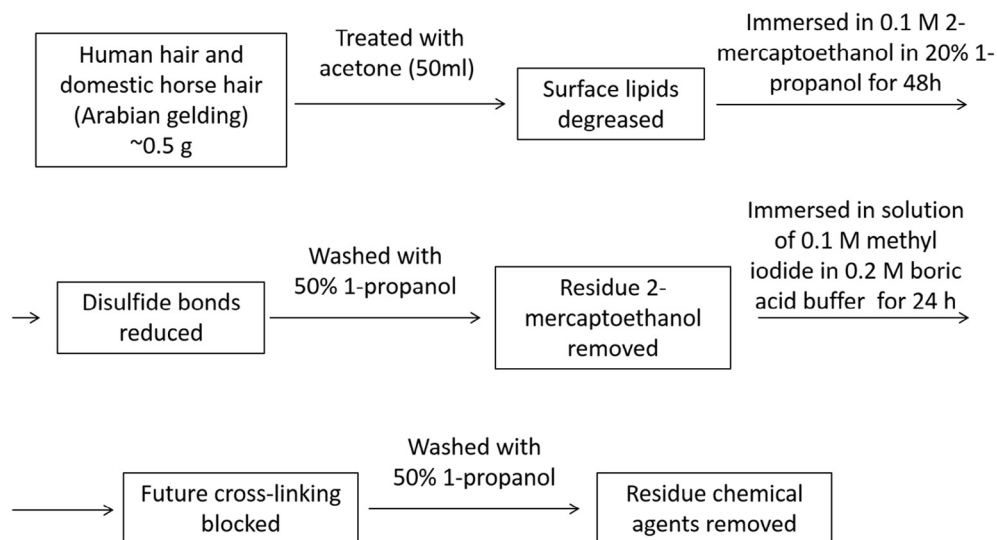 Human hair and
domestic horse hair
(Arabian gelding)
~0.5 g
Treated with
acetone (50ml)
Surface lipids
degreased
Immersed in 0.1 M 2-
mercaptoethanol in 20% 1-
propanol for 48h
Disulfide bonds
reduced
Washed with
50% 1-propanol
Residue 2-
mercaptoethanol
removed
Immersed in solution
of 0.1 M methyl
iodide in 0.2 M boric
acid buffer  for 24 h
Future cross-linking
blocked
Washed with
50% 1-propanol
Residue chemical
agents removed